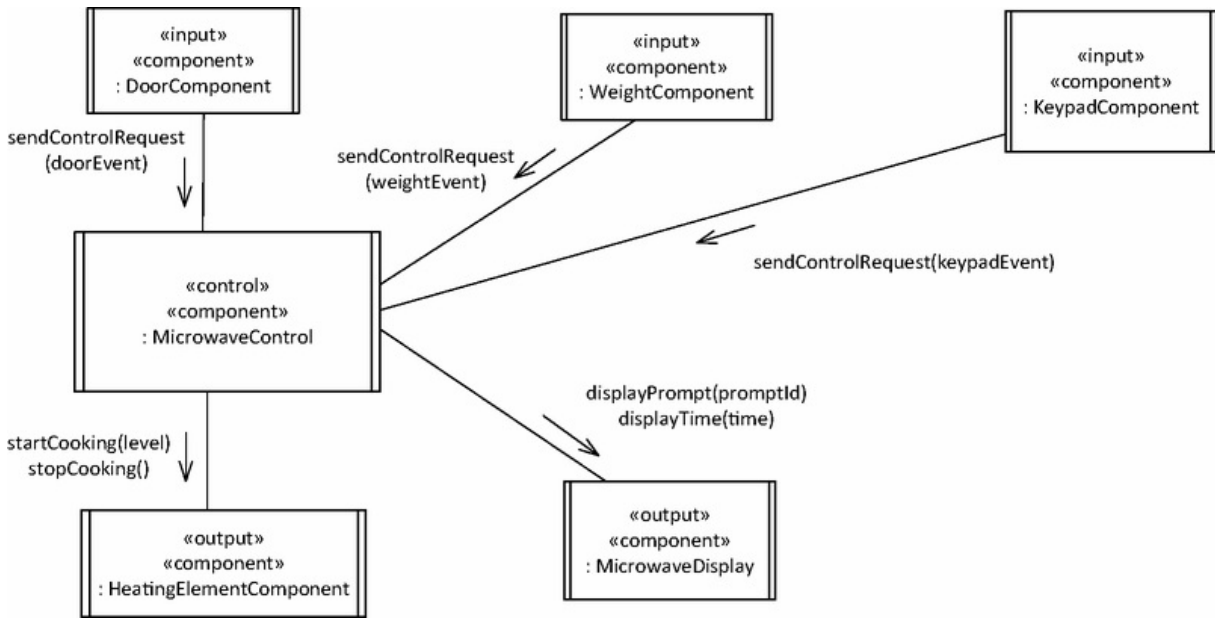 «input»
«component»
: DoorComponent
«input»
«component»
: WeightComponent
«input»
«component»
: KeypadComponent
sendControlRequest
(doorEvent)
sendControlRequest
(weightEvent)
sendControlRequest(keypadEvent)
«control»
«component»
: MicrowaveControl
displayPrompt(promptId)
displayTime(time)
startCooking(level)
stopCooking()
«output»
«component»
: HeatingElementComponent
«output»
«component»
: MicrowaveDisplay